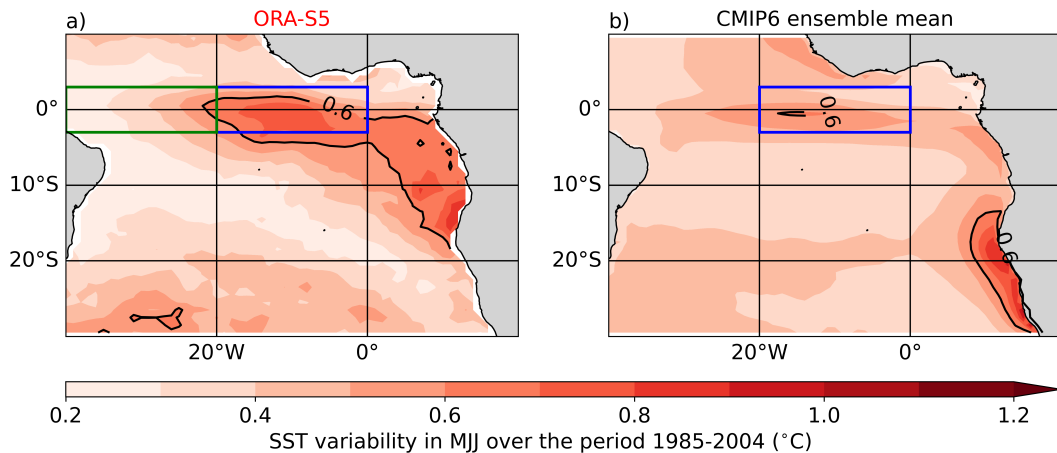 a) ORA-S5
b) CMIP6 ensemble mean
0.6
0.6
0.6
0°
10°S
20°S
0°
10°S
20°S
20°W 0°
20°W 0°
0.2 0.4 0.6 0.8 1.0 1.2
SST variability in MJJ over the period 1985-2004 (°C)